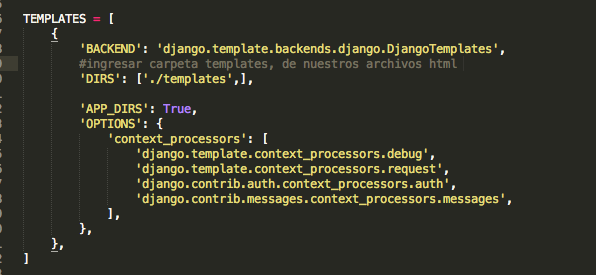 TEMPLATES = [
    {
        'BACKEND': 'django.template.backends.django.DjangoTemplates',
        #ingresar carpeta templates, de nuestros archivos html
        'DIRS': ['./templates',],

        'APP_DIRS': True,
        'OPTIONS': {
            'context_processors': [
                'django.template.context_processors.debug',
                'django.template.context_processors.request',
                'django.contrib.auth.context_processors.auth',
                'django.contrib.messages.context_processors.messages',
            ],
        },
    },
]